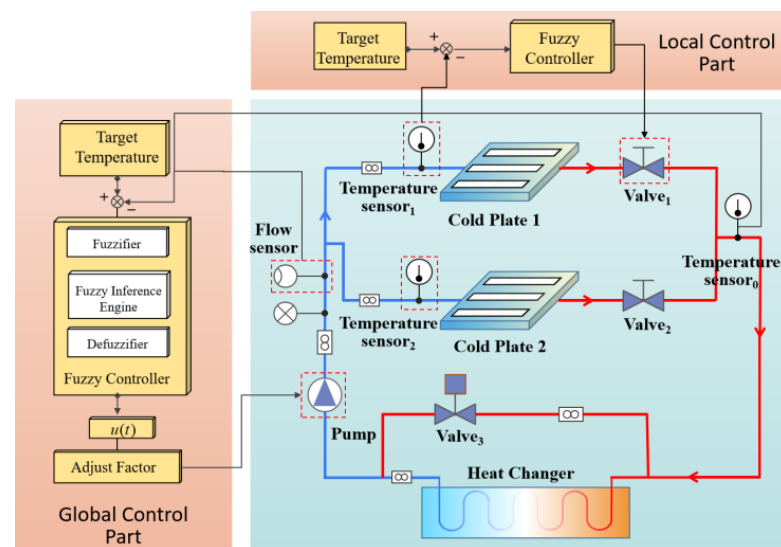 Target
Temperature
+
−
Fuzzy
Controller
Local Control
Part
Target
Temperature
+
−
Fuzzifier
Fuzzy Inference
Engine
Defuzzifier
Fuzzy Controller
u(t)
Adjust Factor
Global Control
Part
Flow
sensor
Temperature
sensor₁
Cold Plate 1
Valve₁
Temperature
sensor₀
Temperature
sensor₂
Cold Plate 2
Valve₂
Pump
Valve₃
Heat Changer